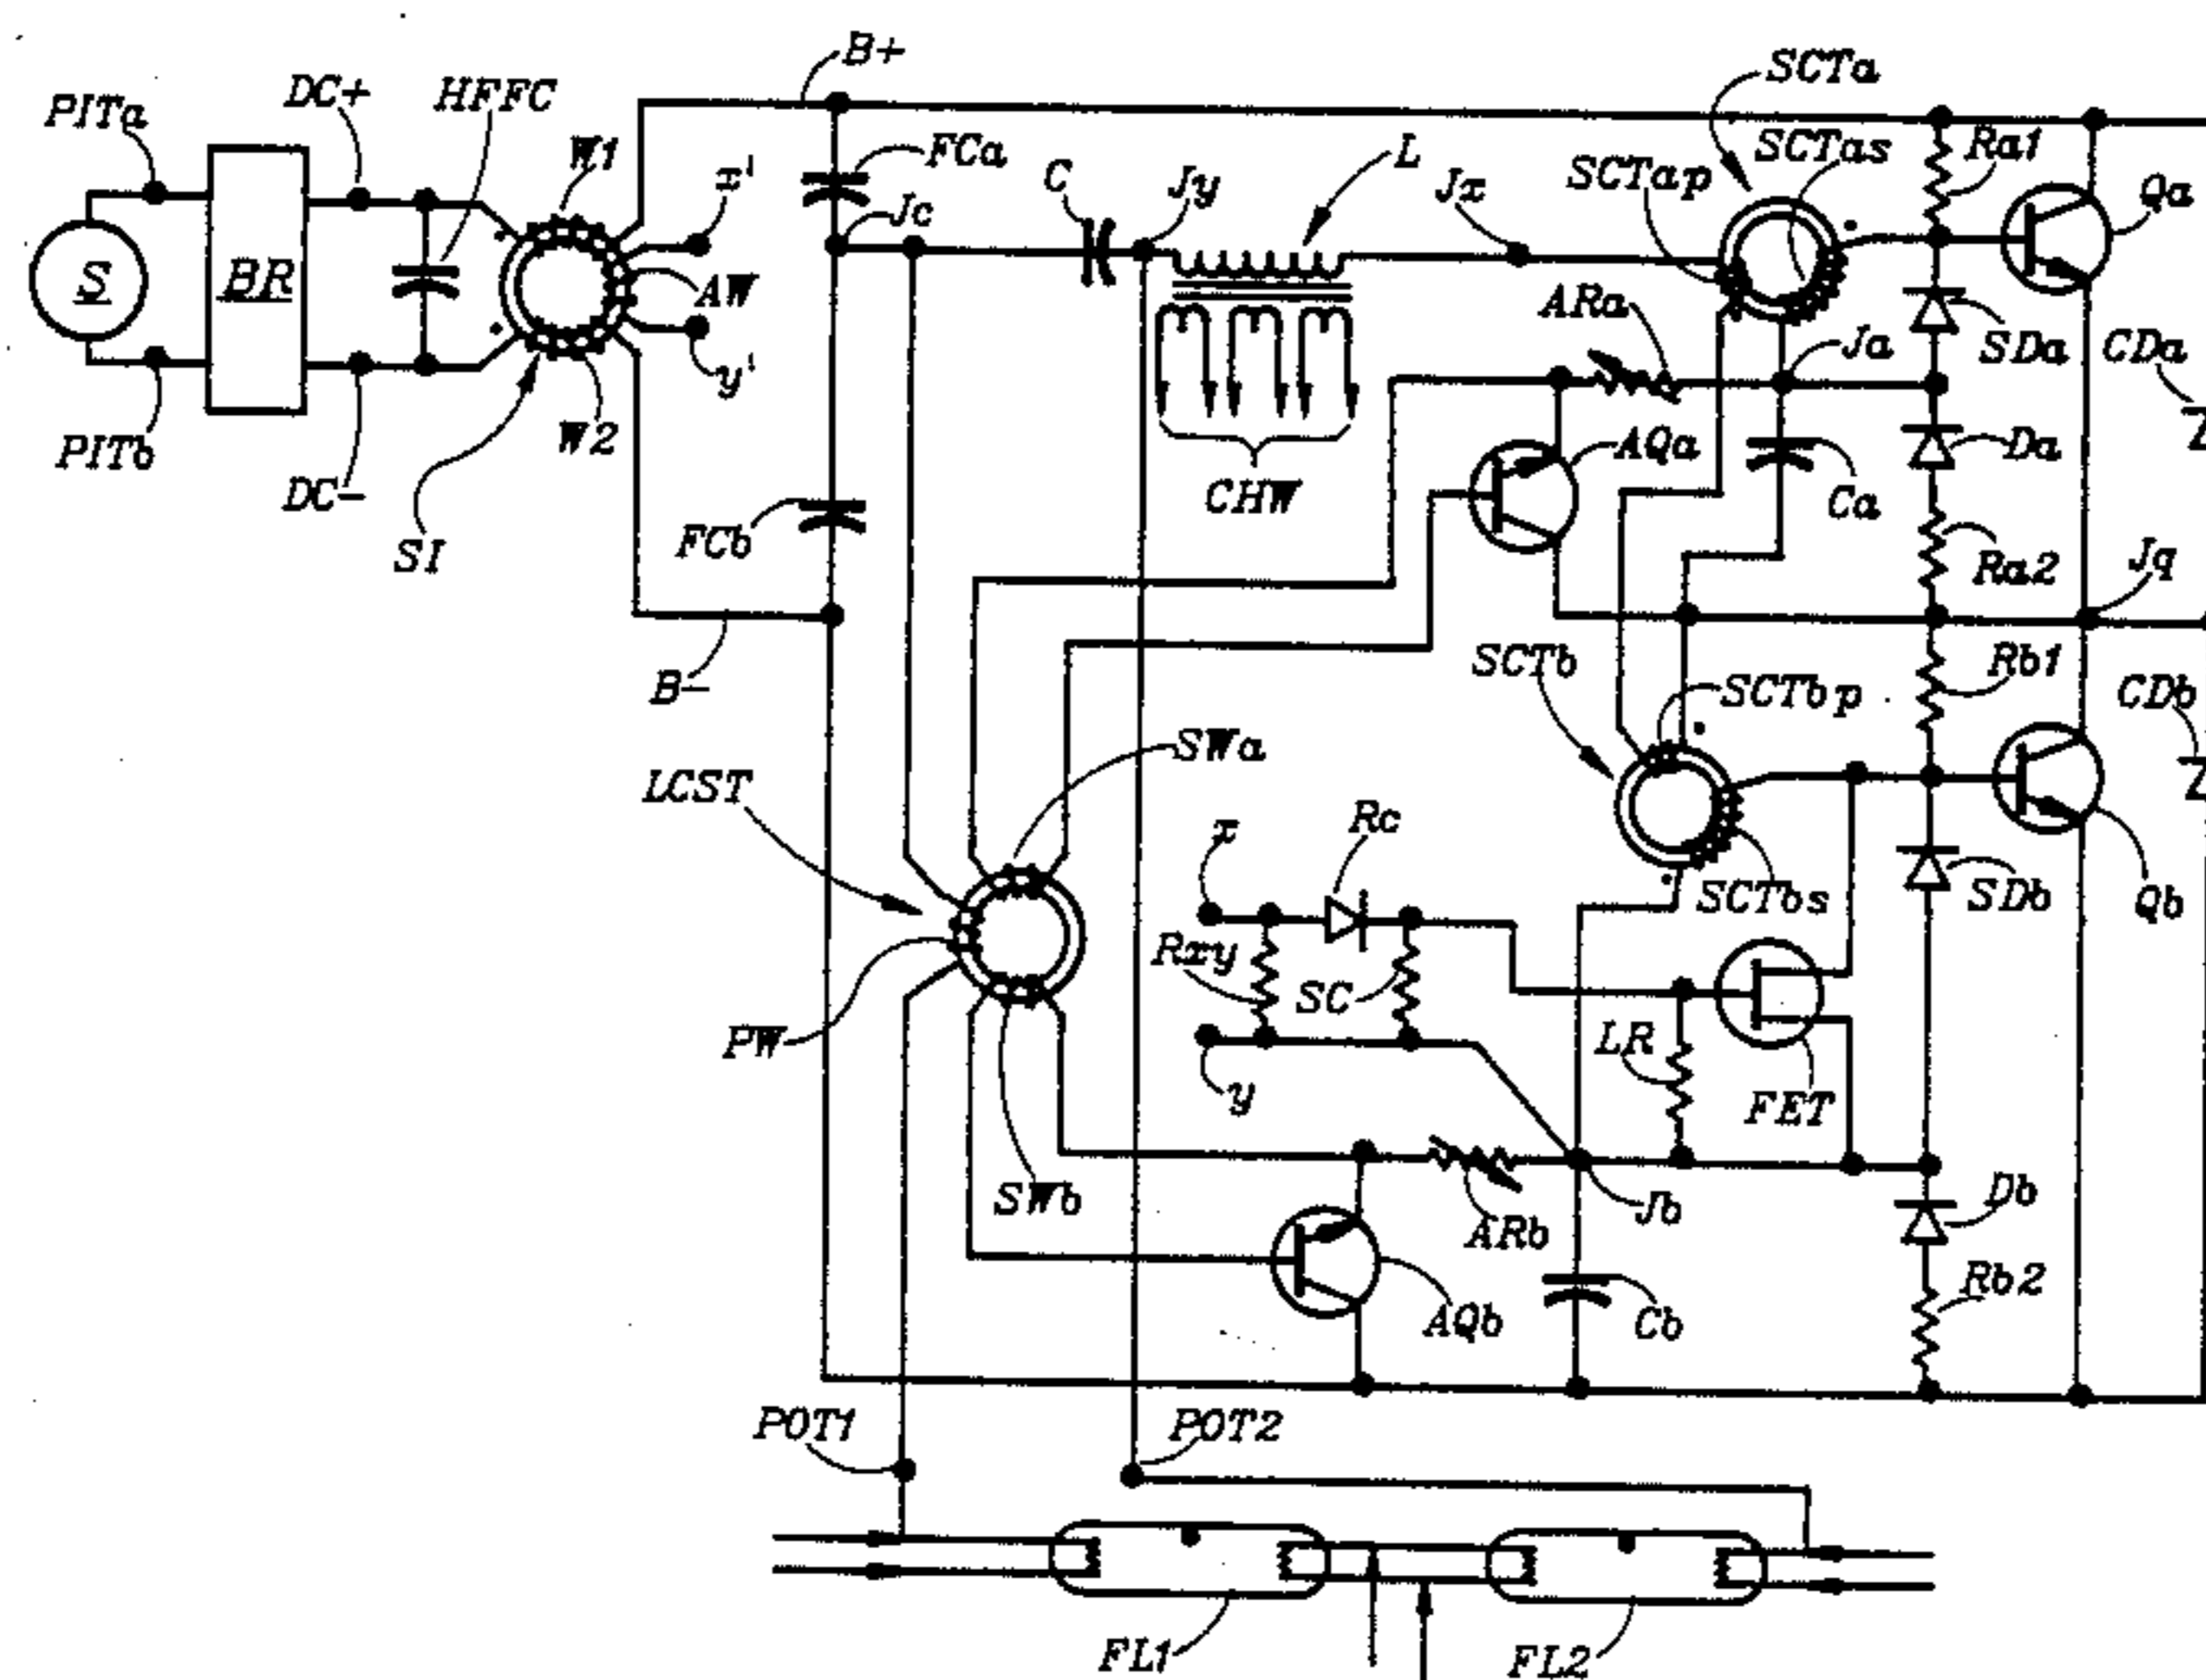 B+
SCTa
PITa
DC+
HFFC
W1
x'
FCa
C
Jy
L
SCTap
SCTas
Jx
Ra1
Qa
S
BR
Jc
AW
ARa
Ja
SDa
CDa
y'
PITb
W2
AQa
Da
DC-
CHW
Ca
SI
FCb
Ra2
Jq
B-
SCTb
SCTbp
Rb1
CDb
SWa
LCST
x
Rc
SCTbs
SDb
Qb
Rxy
SC
PW
LR
y
FET
SWb
ARb
Jb
Db
AQb
Cb
Rb2
POT1
POT2
FL1
FL2